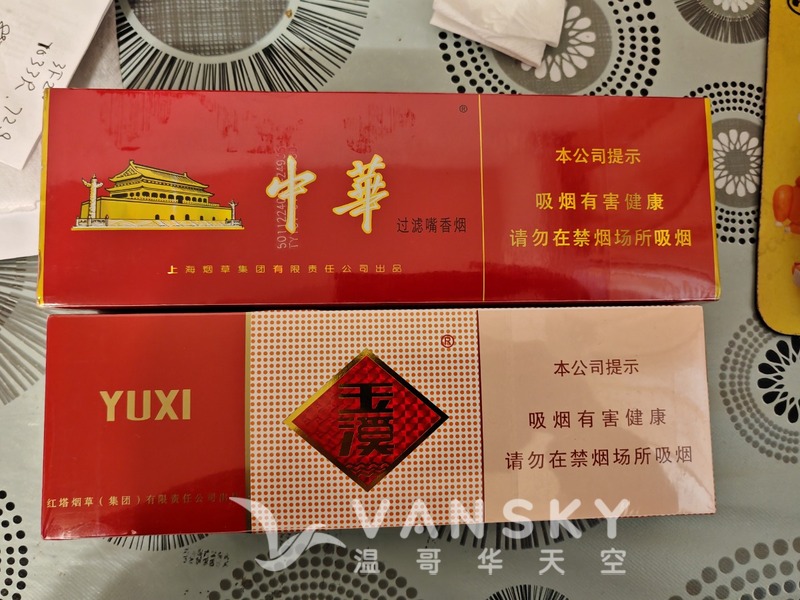 中華
®
过滤嘴香烟
上海烟草集团有限责任公司出品
本公司提示
吸烟有害健康
请勿在禁烟场所吸烟
YUXI
红塔烟草（集团）有限责任公司出
玉溪
®
本公司提示
吸烟有害健康
请勿在禁烟场所吸烟
VANSKY
温哥华天空